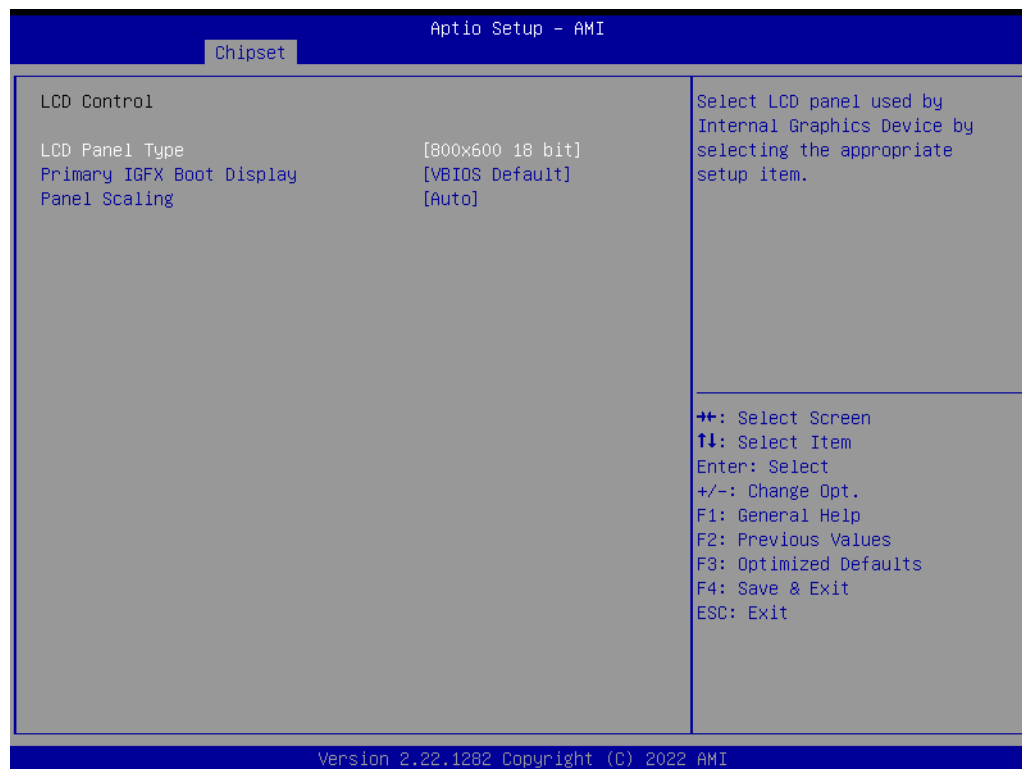 Aptio Setup – AMI
Chipset
LCD Control
LCD Panel Type [800x600 18 bit]
Primary IGFX Boot Display [VBIOS Default]
Panel Scaling [Auto]
Select LCD panel used by
Internal Graphics Device by
selecting the appropriate
setup item.
→←: Select Screen
↑↓: Select Item
Enter: Select
+/-: Change Opt.
F1: General Help
F2: Previous Values
F3: Optimized Defaults
F4: Save & Exit
ESC: Exit
Version 2.22.1282 Copyright (C) 2022 AMI